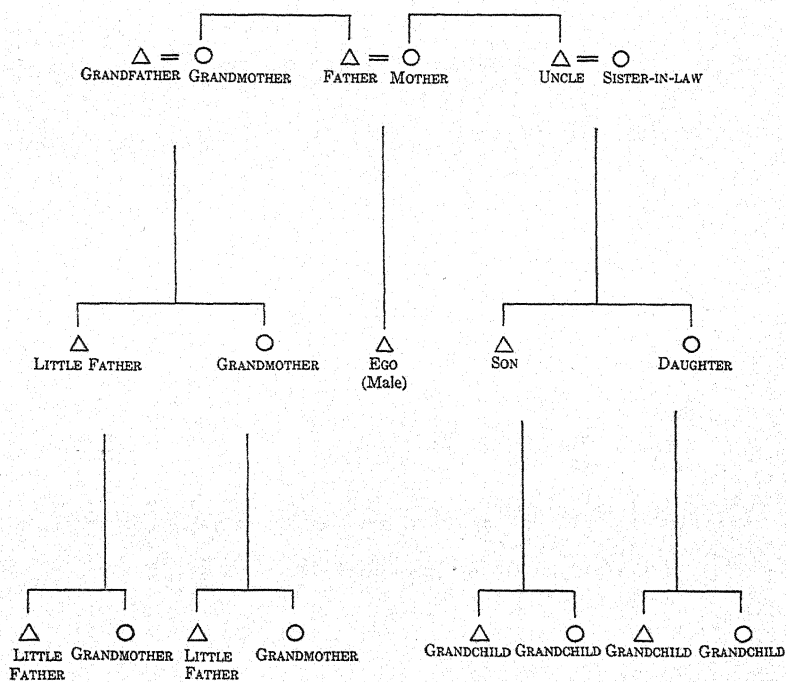 GRANDFATHER GRANDMOTHER FATHER MOTHER UNCLE SISTER-IN-LAW
LITTLE FATHER GRANDMOTHER EGO SON DAUGHTER
(Male)
LITTLE GRANDMOTHER LITTLE GRANDMOTHER GRANDCHILD GRANDCHILD GRANDCHILD GRANDCHILD
FATHER FATHER